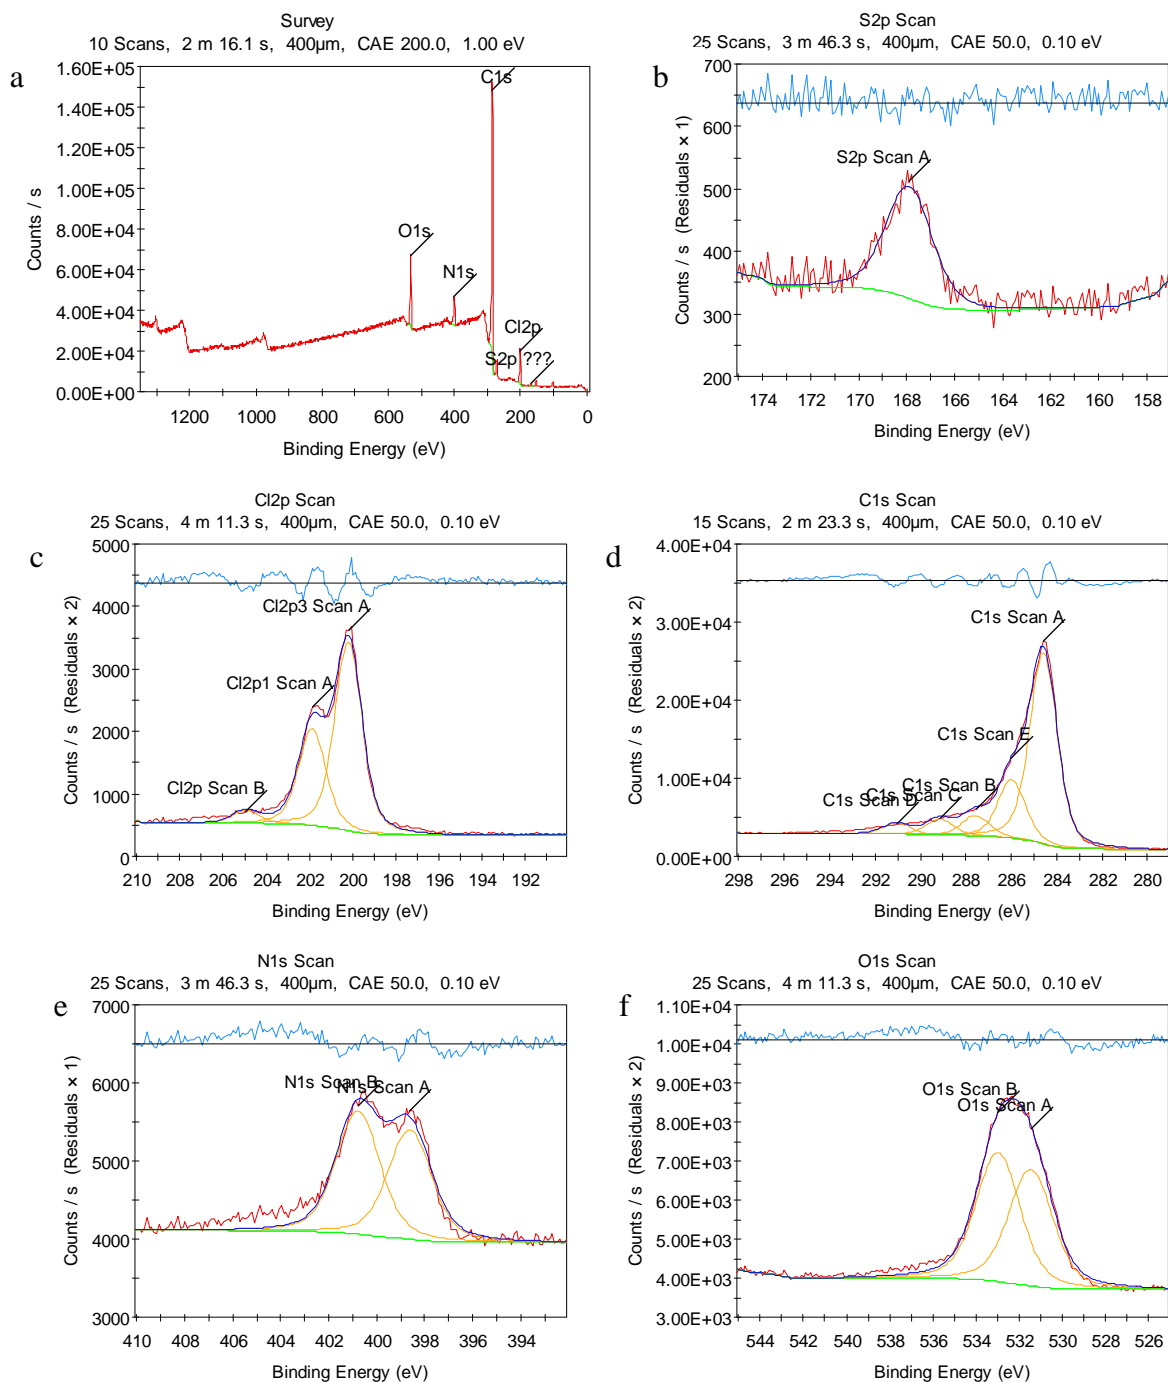 a
Survey
10 Scans, 2 m 16.1 s, 400µm, CAE 200.0, 1.00 eV
Counts / s
1.60E+05
1.40E+05
1.20E+05
1.00E+05
8.00E+04
6.00E+04
4.00E+04
2.00E+04
0.00E+00
C1s
O1s
N1s
Cl2p
S2p ???
1200 1000 800 600 400 200 0
Binding Energy (eV)
b
S2p Scan
25 Scans, 3 m 46.3 s, 400µm, CAE 50.0, 0.10 eV
Counts / s (Residuals × 1)
700
600
500
400
300
200
S2p Scan A
174 172 170 168 166 164 162 160 158
Binding Energy (eV)
c
Cl2p Scan
25 Scans, 4 m 11.3 s, 400µm, CAE 50.0, 0.10 eV
Counts / s (Residuals × 2)
5000
4000
3000
2000
1000
0
Cl2p3 Scan A
Cl2p1 Scan A
Cl2p Scan B
210 208 206 204 202 200 198 196 194 192
Binding Energy (eV)
d
C1s Scan
15 Scans, 2 m 23.3 s, 400µm, CAE 50.0, 0.10 eV
Counts / s (Residuals × 2)
4.00E+04
3.00E+04
2.00E+04
1.00E+04
0.00E+00
C1s Scan A
C1s Scan E
C1s Scan B
C1s Scan C
C1s Scan D
298 296 294 292 290 288 286 284 282 280
Binding Energy (eV)
e
N1s Scan
25 Scans, 3 m 46.3 s, 400µm, CAE 50.0, 0.10 eV
Counts / s (Residuals × 1)
7000
6000
5000
4000
3000
N1s Scan B
N1s Scan A
410 408 406 404 402 400 398 396 394
Binding Energy (eV)
f
O1s Scan
25 Scans, 4 m 11.3 s, 400µm, CAE 50.0, 0.10 eV
Counts / s (Residuals × 2)
1.10E+04
1.00E+04
9.00E+03
8.00E+03
7.00E+03
6.00E+03
5.00E+03
4.00E+03
3.00E+03
O1s Scan B
O1s Scan A
544 542 540 538 536 534 532 530 528 526
Binding Energy (eV)